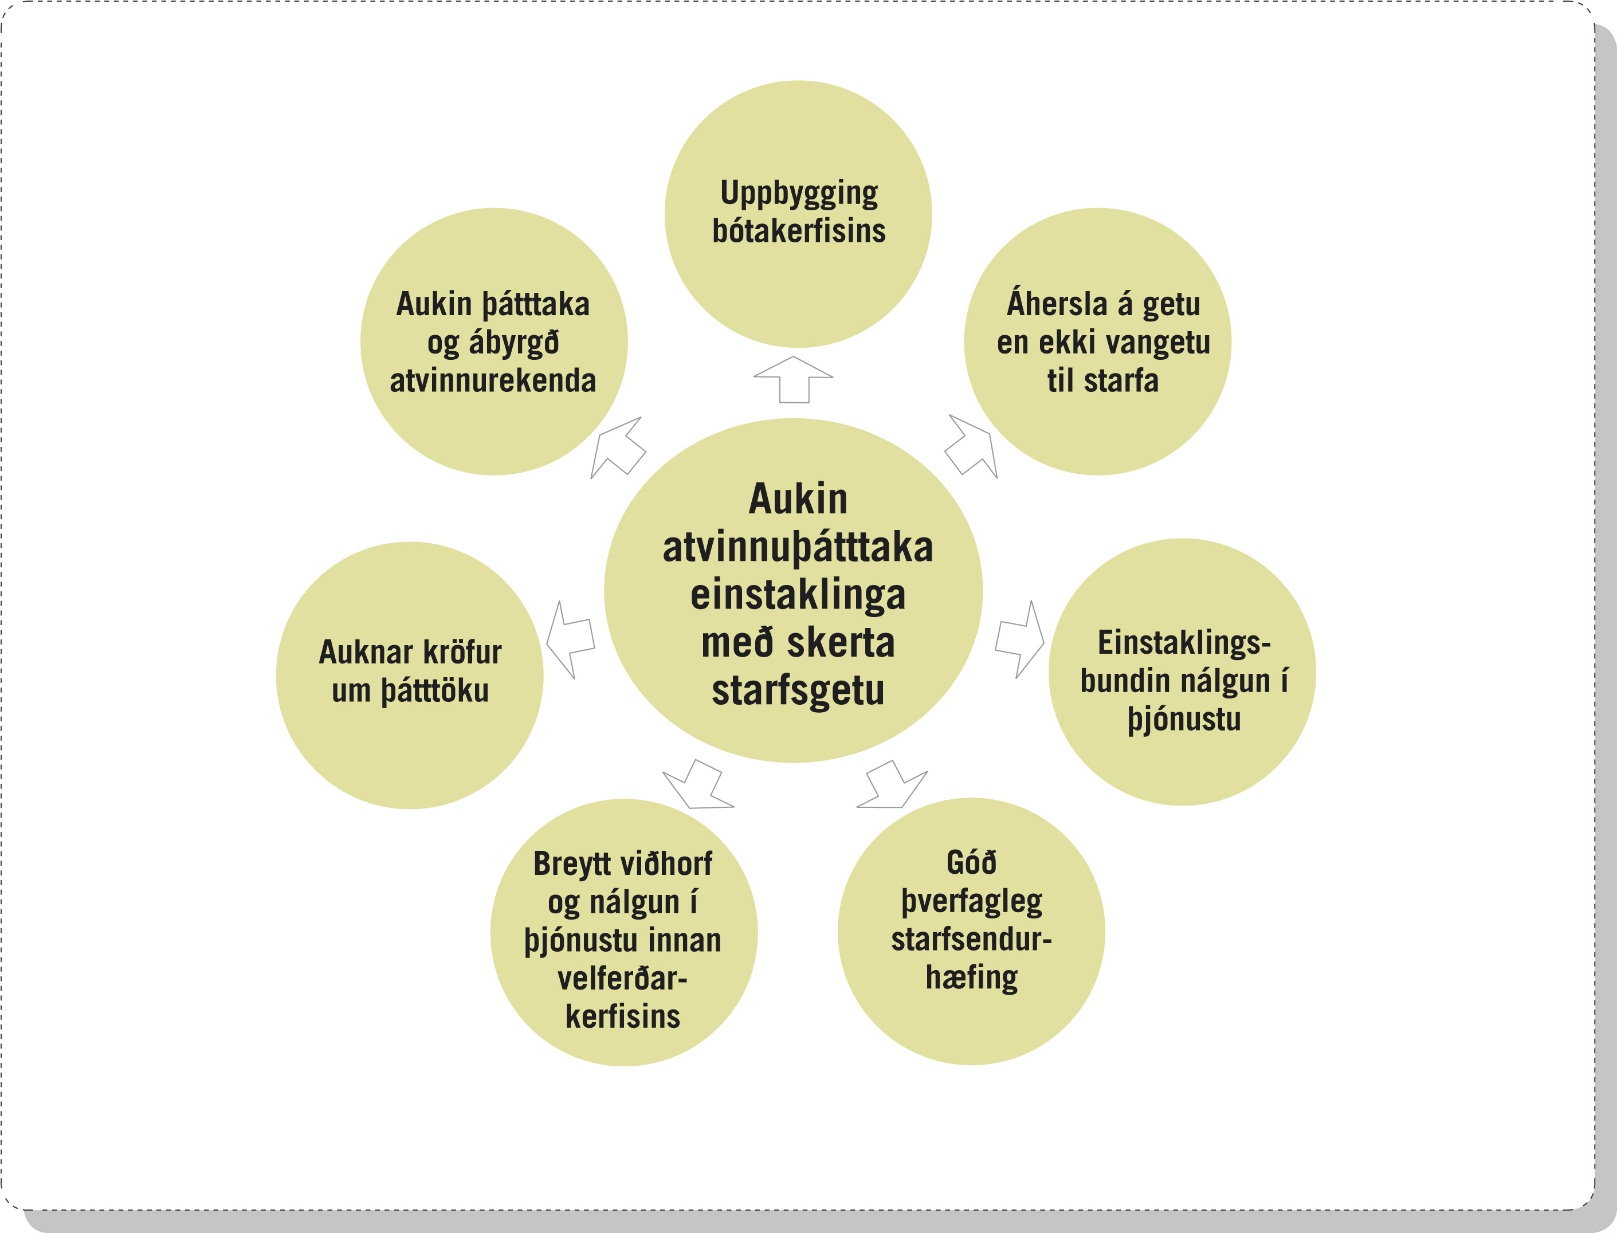 Uppbygging
bótakerfisins
Áhersla á getu
en ekki vangetu
til starfa
Einstaklings-
bundin nálgun í
þjónustu
Góð
þverfagleg
starfsendur-
hæfing
Breytt viðhorf
og nálgun í
þjónustu innan
velferðar-
kerfisins
Auknar kröfur
um þátttöku
Aukin þátttaka
og ábyrgð
atvinnurekenda
Aukin
atvinnuþátttaka
einstaklinga
með skerta
starfsgetu